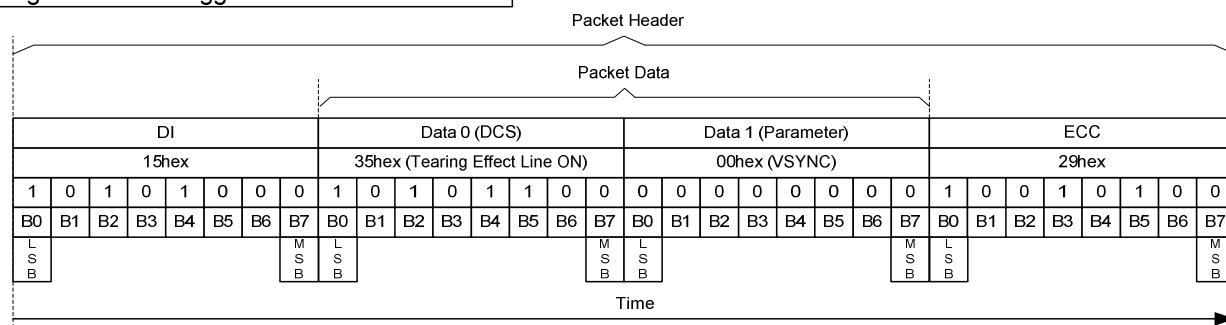 Packet Header
Packet Data
DI Data 0 (DCS) Data 1 (Parameter) ECC
15hex 35hex (Tearing Effect Line ON) 00hex (VSYNC) 29hex
1 0 1 0 1 0 0 0 1 0 1 0 1 1 0 0 0 0 0 0 0 0 0 0 1 0 0 1 0 1 0 0
B0 B1 B2 B3 B4 B5 B6 B7 B0 B1 B2 B3 B4 B5 B6 B7 B0 B1 B2 B3 B4 B5 B6 B7 B0 B1 B2 B3 B4 B5 B6 B7
LSB MSB LSB MSB LSB MSB LSB MSB
Time